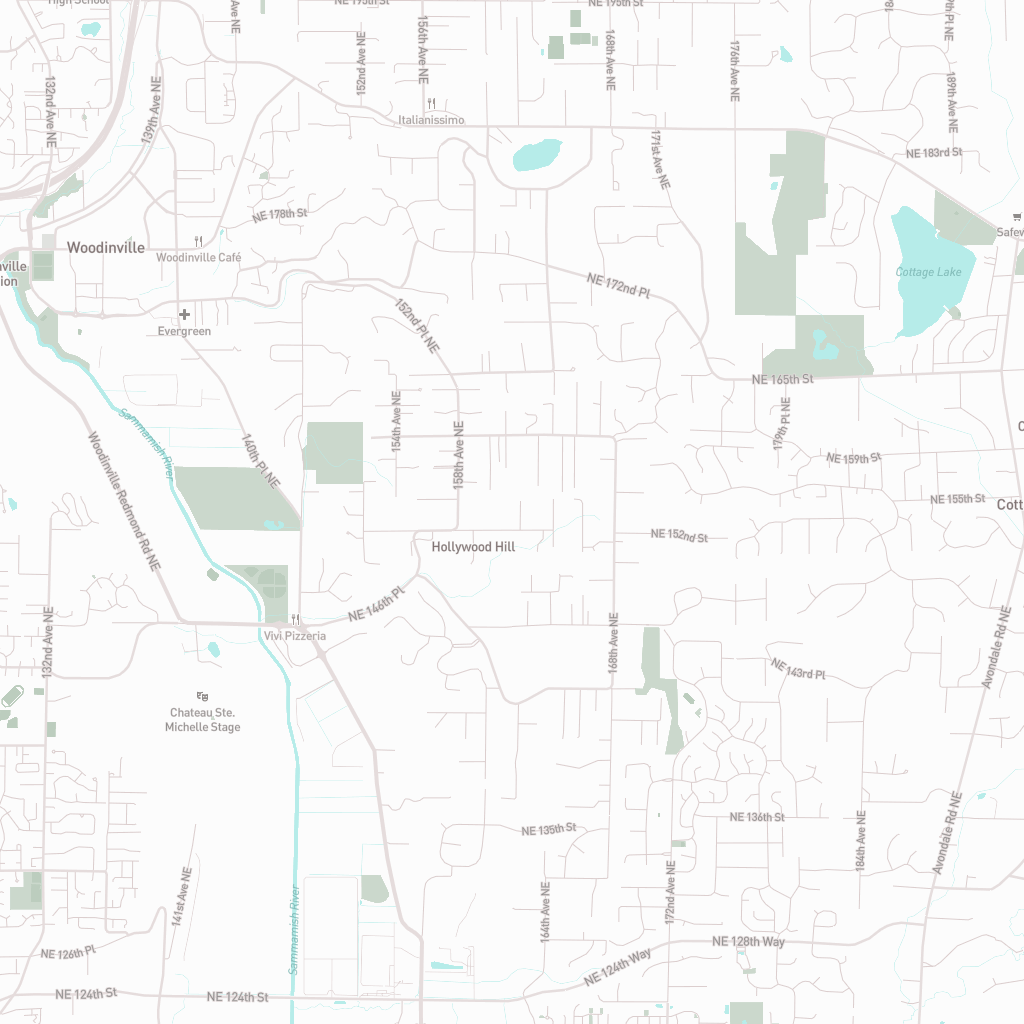 High School
NE 195th St
NE 195th St
156th Ave NE
152nd Ave NE
168th Ave NE
176th Ave NE
189th Ave NE
132nd Ave NE
139th Ave NE
Italianissimo
171st Ave NE
NE 183rd St
NE 178th St
Woodinville
Woodinville Café
Cottage Lake
NE 172nd Pl
152nd Pl NE
Evergreen
NE 165th St
154th Ave NE
158th Ave NE
179th Pl NE
Sammamish River
140th Pl NE
Woodinville Redmond Rd NE
NE 159th St
NE 155th St
NE 152nd St
Hollywood Hill
NE 146th Pl
132nd Ave NE
Vivi Pizzeria
168th Ave NE
NE 143rd Pl
Avondale Rd NE
Chateau Ste.
Michelle Stage
NE 136th St
NE 135th St
184th Ave NE
Avondale Rd NE
141st Ave NE
164th Ave NE
172nd Ave NE
Sammamish River
NE 126th Pl
NE 128th Way
NE 124th Way
NE 124th St
NE 124th St